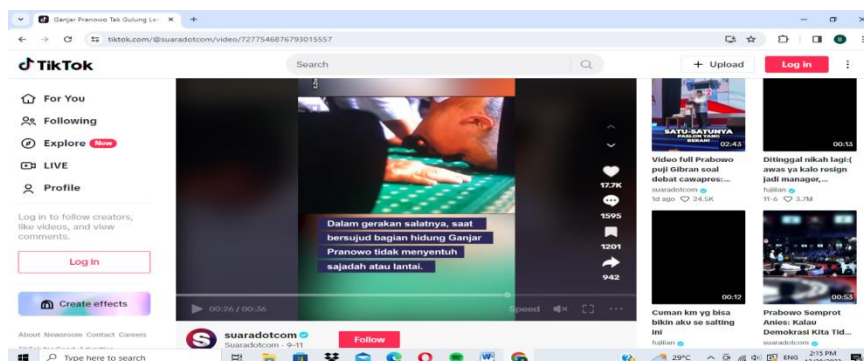 Ganjar Pranowo Tak Gulung Le
tiktok.com/@suaradotcom/video/7277546876793015557
TikTok
Search
+ Upload
Log in
For You
Following
Explore New
LIVE
Profile
Log in to follow creators,
like videos, and view
comments.
Log in
Create effects
About Newsroom Contact Careers
Dalam gerakan salatnya, saat
bersujud bagian hidung Ganjar
Pranowo tidak menyentuh
sajadah atau lantai.
17.7K
1595
1201
942
00:26 / 00:36
Speed
suaradotcom
Suaradotcom · 9-11
Follow
SATU-SATUNYA
PASLON YANG
BERANI
02:43
Video full Prabowo
puji Gibran soal
debat cawapres:...
suaradotcom
1d ago 24.5K
00:13
Ditinggal nikah lagi:(
awas ya kalo resign
jadi manager,...
fujiiian
11-6 3.7M
00:12
Cuman km yg bisa
bikin aku se salting
ini
fujiiian
00:53
Prabowo Semprot
Anies: Kalau
Demokrasi Kita Tid...
suaradotcom
Type here to search
29°C
ENG
2:15 PM